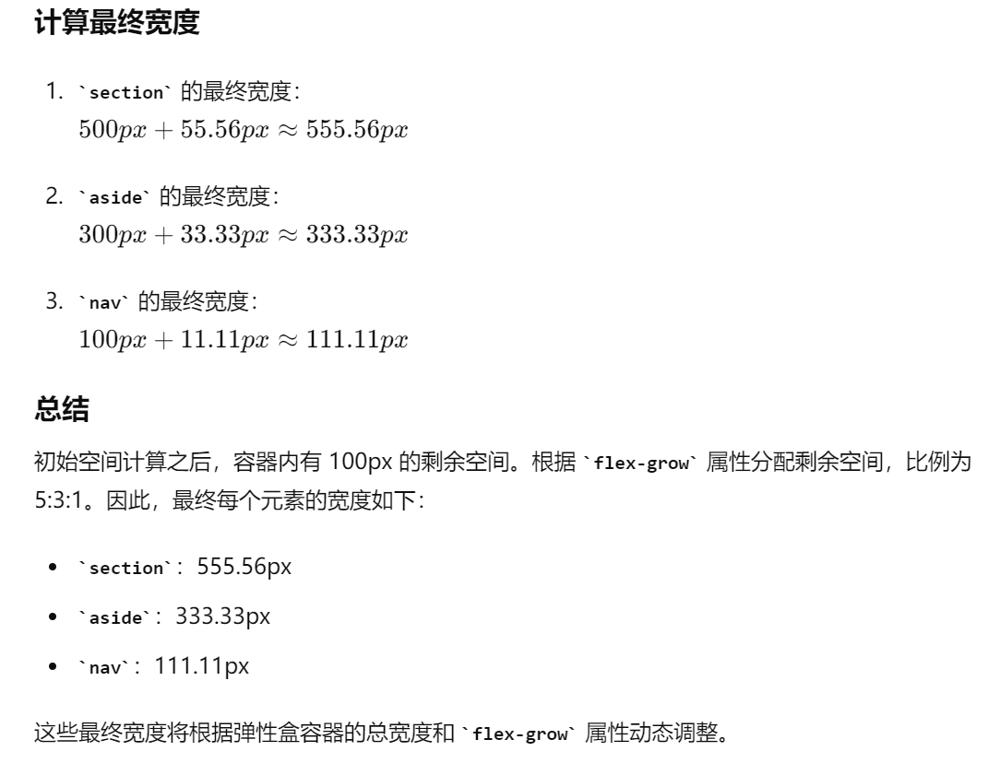 计算最终宽度
1. `section` 的最终宽度：
500px + 55.56px ≈ 555.56px
2. `aside` 的最终宽度：
300px + 33.33px ≈ 333.33px
3. `nav` 的最终宽度：
100px + 11.11px ≈ 111.11px
总结
初始空间计算之后，容器内有 100px 的剩余空间。根据 `flex-grow` 属性分配剩余空间，比例为
5:3:1。因此，最终每个元素的宽度如下：
• `section`：555.56px
• `aside`：333.33px
• `nav`：111.11px
这些最终宽度将根据弹性盒容器的总宽度和 `flex-grow` 属性动态调整。